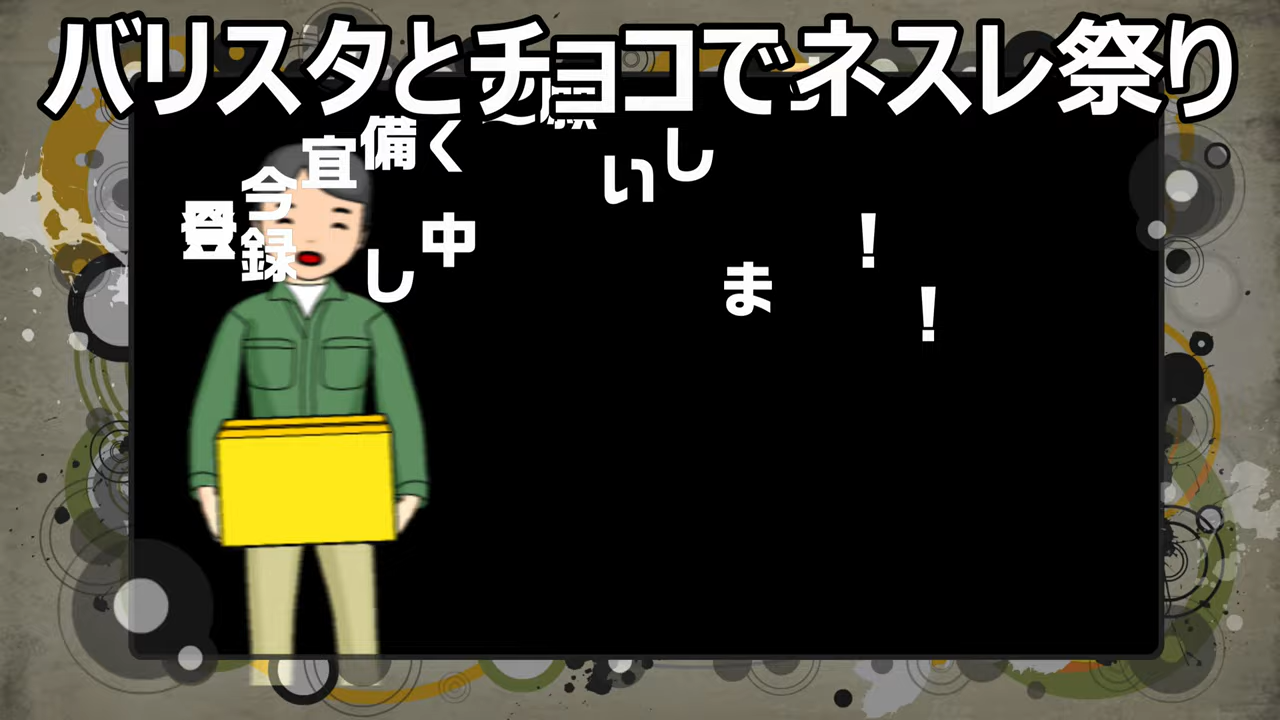 バリスタとチョコでネスレ祭り
今宜備く
登録し中
いし
ま！！